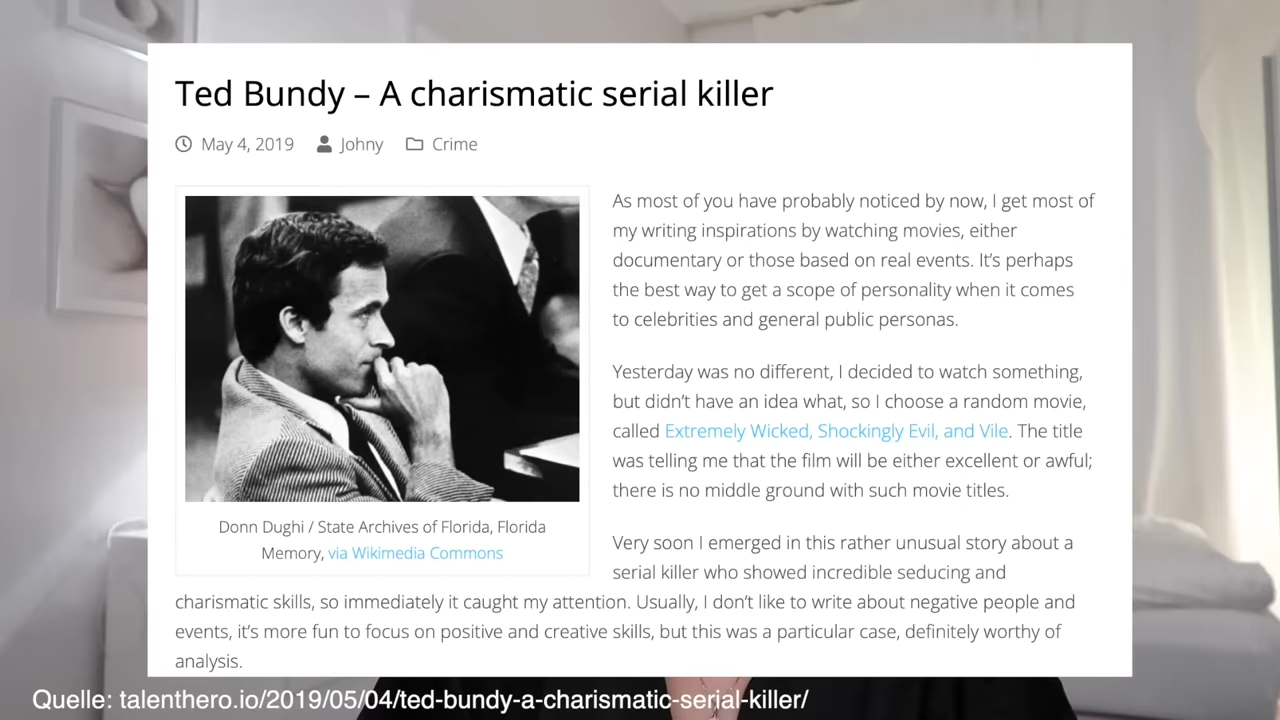 Ted Bundy – A charismatic serial killer
May 4, 2019 Johny Crime
As most of you have probably noticed by now, I get most of
my writing inspirations by watching movies, either
documentary or those based on real events. It’s perhaps
the best way to get a scope of personality when it comes
to celebrities and general public personas.
Yesterday was no different, I decided to watch something,
but didn’t have an idea what, so I choose a random movie,
called Extremely Wicked, Shockingly Evil, and Vile. The title
was telling me that the film will be either excellent or awful;
there is no middle ground with such movie titles.
Donn Dughi / State Archives of Florida, Florida
Memory, via Wikimedia Commons
Very soon I emerged in this rather unusual story about a
serial killer who showed incredible seducing and
charismatic skills, so immediately it caught my attention. Usually, I don’t like to write about negative people and
events, it’s more fun to focus on positive and creative skills, but this was a particular case, definitely worthy of
analysis.
Quelle: talenthero.io/2019/05/04/ted-bundy-a-charismatic-serial-killer/